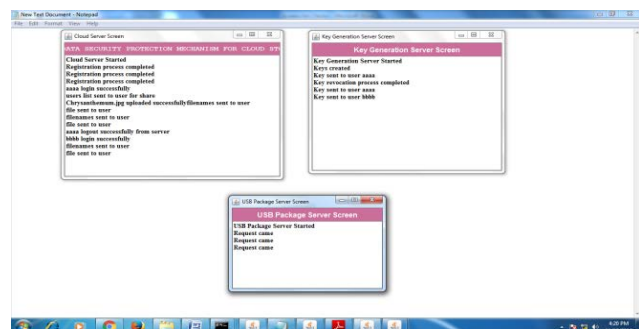 New Text Document - Notepad
File Edit Format View Help
Cloud Server Screen
DATA SECURITY PROTECTION MECHANISM FOR CLOUD STO
Cloud Server Started
Registration process completed
Registration process completed
Registration process completed
aaaa login successfully
users list sent to user for share
Chrysanthemum.jpg uploaded successfullyfilenames sent to user
file sent to user
filenames sent to user
file sent to user
aaaa logout successfully from server
bbbb login successfully
filenames sent to user
file sent to user
Key Generation Server Screen
Key Generation Server Screen
Key Generation Server Started
Keys created
Key sent to user aaaa
Key revocation process completed
Key sent to user aaaa
Key sent to user bbbb
USB Package Server Screen
USB Package Server Screen
USB Package Server Started
Request came
Request came
Request came
4:20 PM